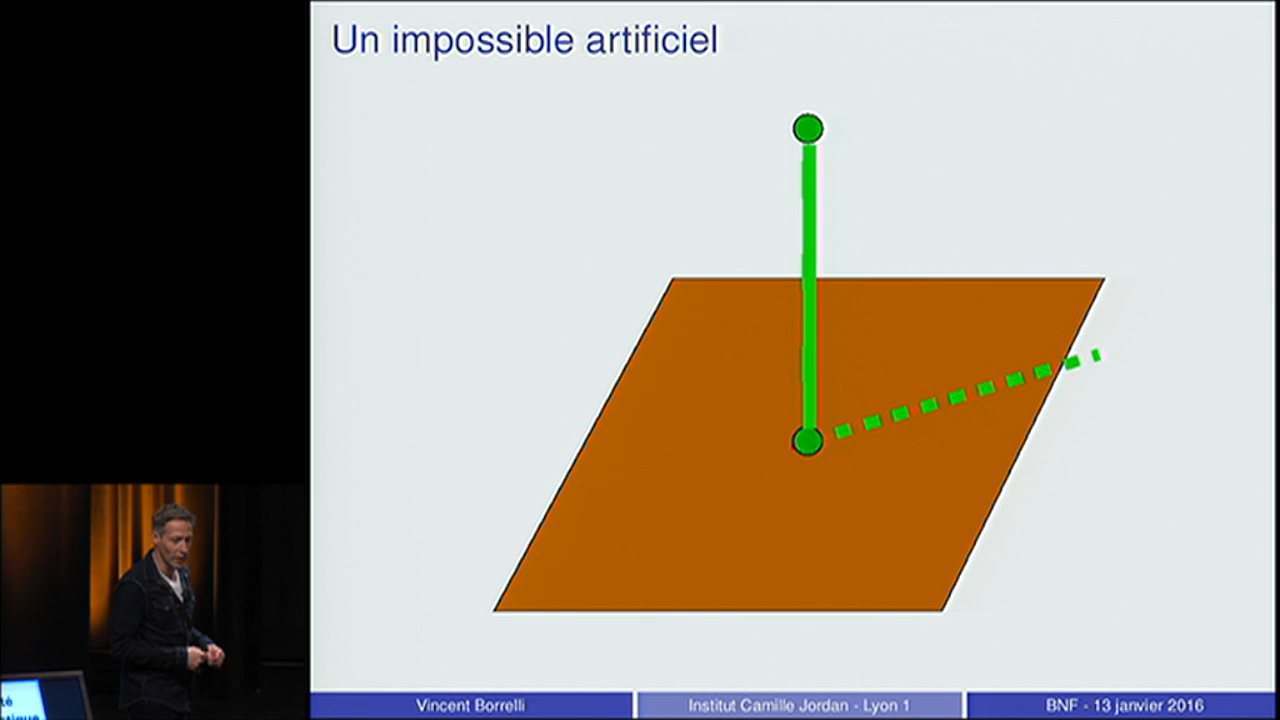 Un impossible artificiel
Vincent Borrelli
Institut Camille Jordan - Lyon 1
BNF - 13 janvier 2016